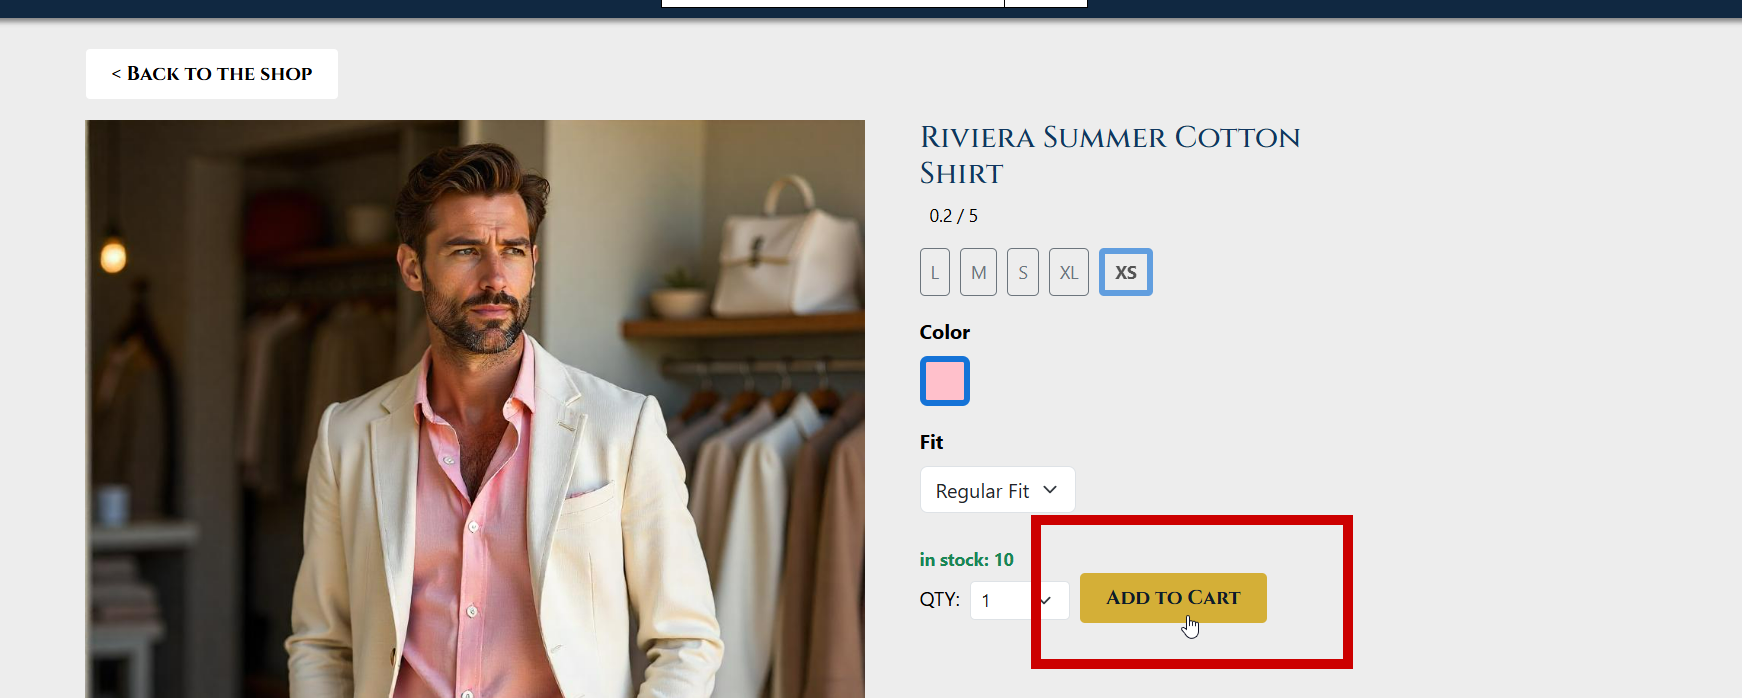 < Back to the shop
Riviera Summer Cotton
Shirt
0.2 / 5
L M S XL XS
Color
Fit
Regular Fit
in stock: 10
QTY: 1 Add to Cart